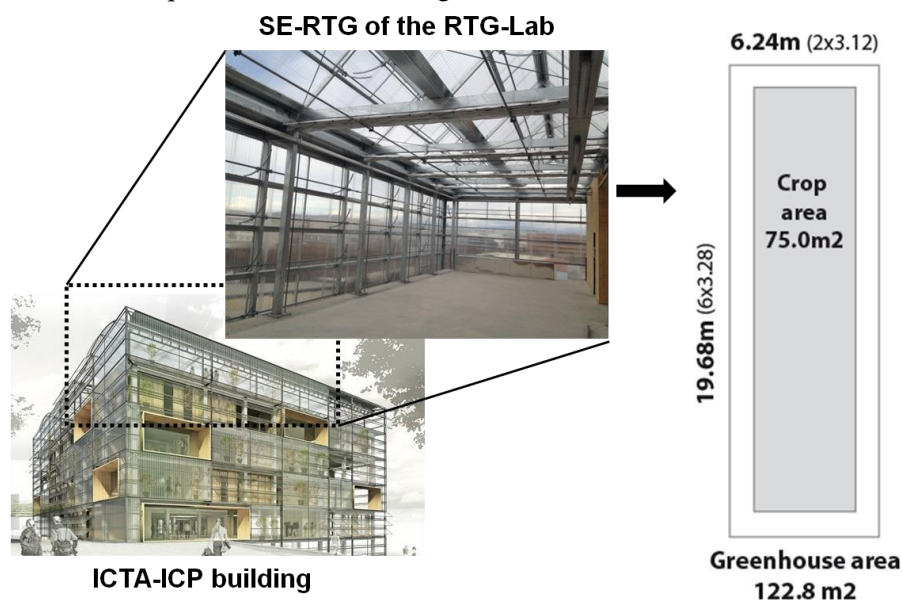 SE-RTG of the RTG-Lab
6.24m (2x3.12)
Crop
area
75.0m2
19.68m (6x3.28)
Greenhouse area
122.8 m2
ICTA-ICP building